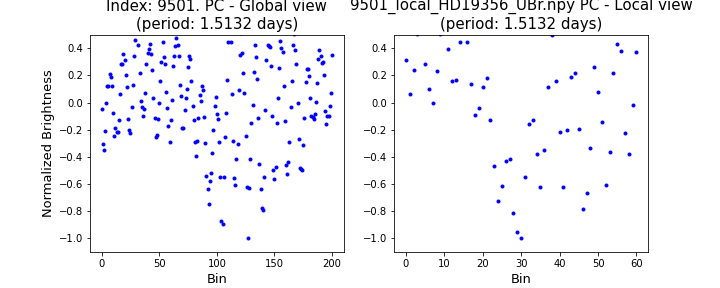 Index: 9501. PC - Global view
(period: 1.5132 days)
9501_local_HD19356_UBr.npy PC - Local view
(period: 1.5132 days)
Normalized Brightness
0.4
0.2
0.0
−0.2
−0.4
−0.6
−0.8
−1.0
0 50 100 150 200
Bin
0.4
0.2
0.0
−0.2
−0.4
−0.6
−0.8
−1.0
0 10 20 30 40 50 60
Bin